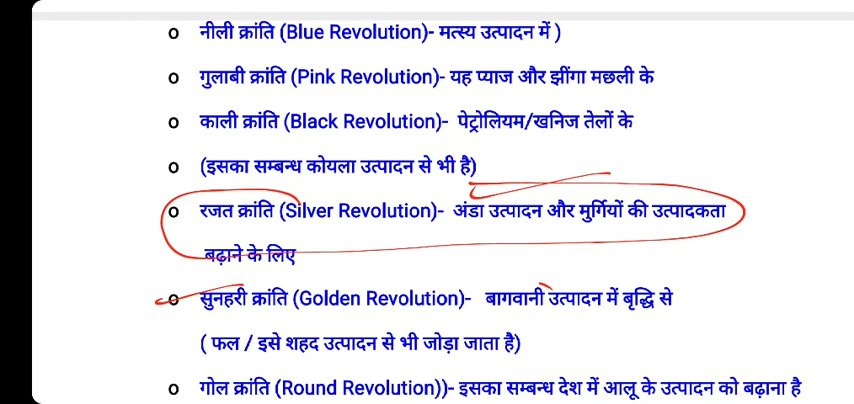 o नीली क्रांति (Blue Revolution)- मत्स्य उत्पादन में )
o गुलाबी क्रांति (Pink Revolution)- यह प्याज और झींगा मछली के
o काली क्रांति (Black Revolution)- पेट्रोलियम/खनिज तेलों के
o (इसका सम्बन्ध कोयला उत्पादन से भी है)
o रजत क्रांति (Silver Revolution)- अंडा उत्पादन और मुर्गियों की उत्पादकता
बढ़ाने के लिए
o सुनहरी क्रांति (Golden Revolution)- बागवानी उत्पादन में बृद्धि से
( फल / इसे शहद उत्पादन से भी जोड़ा जाता है)
o गोल क्रांति (Round Revolution))- इसका सम्बन्ध देश में आलू के उत्पादन को बढ़ाना है